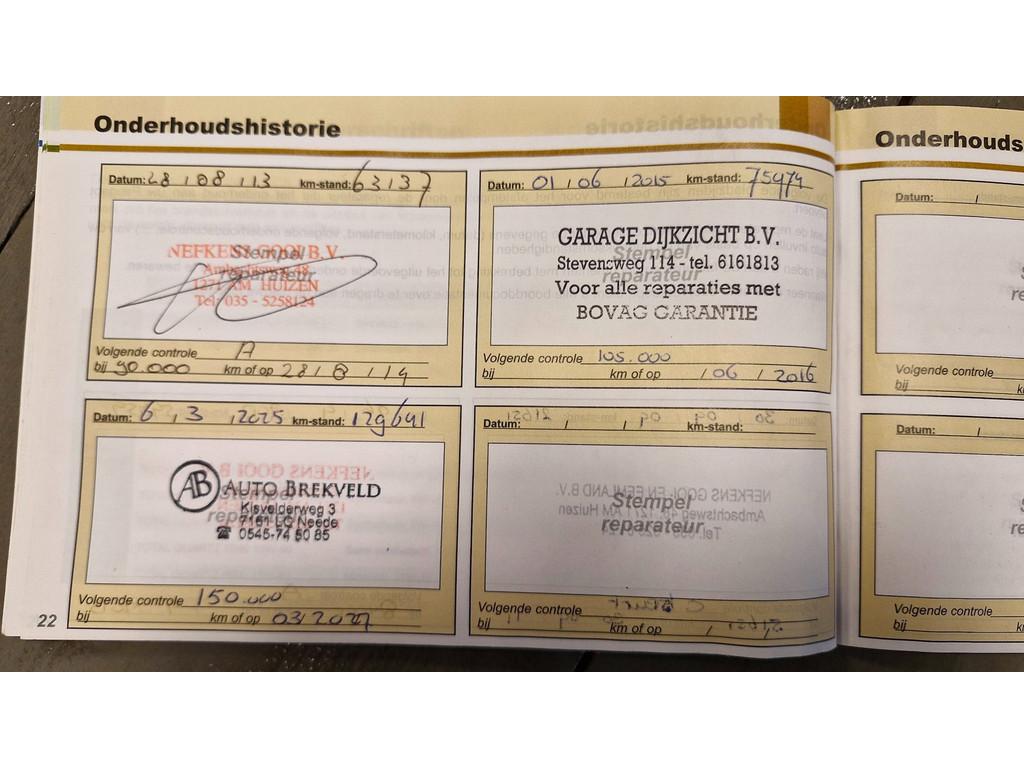 Onderhoudshistorie
Datum: 28 / 08 / 13 km-stand: 63137
NEFKENS GOOI B.V.
Stempel
Ambachtsweg 48
reparateur
1271 AM HUIZEN
Tel. 035 - 5258124
Volgende controle A
bij 90.000 km of op 28 / 8 / 14
Datum: 01 / 06 / 2015 km-stand: 75474
GARAGE DIJKZICHT B.V.
Stempel
Stevensweg 114 - tel. 6161813
reparateur
Voor alle reparaties met
BOVAG GARANTIE
Volgende controle 105.000
bij km of op / 06 / 2016
Datum: 6 / 3 / 2025 km-stand: 129641
AB AUTO BREKVELD
Stempel
Kisvelderweg 3
reparateur
7161 LC Neede
☎ 0545-74 50 85
Volgende controle 150.000
bij km of op 03/2027
Datum: / / km-stand:
Stempel
reparateur
Volgende controle
bij km of op /
22
Onderhouds
Datum: /
Volgende controle
bij
Datum: /
Volgende controle
bij